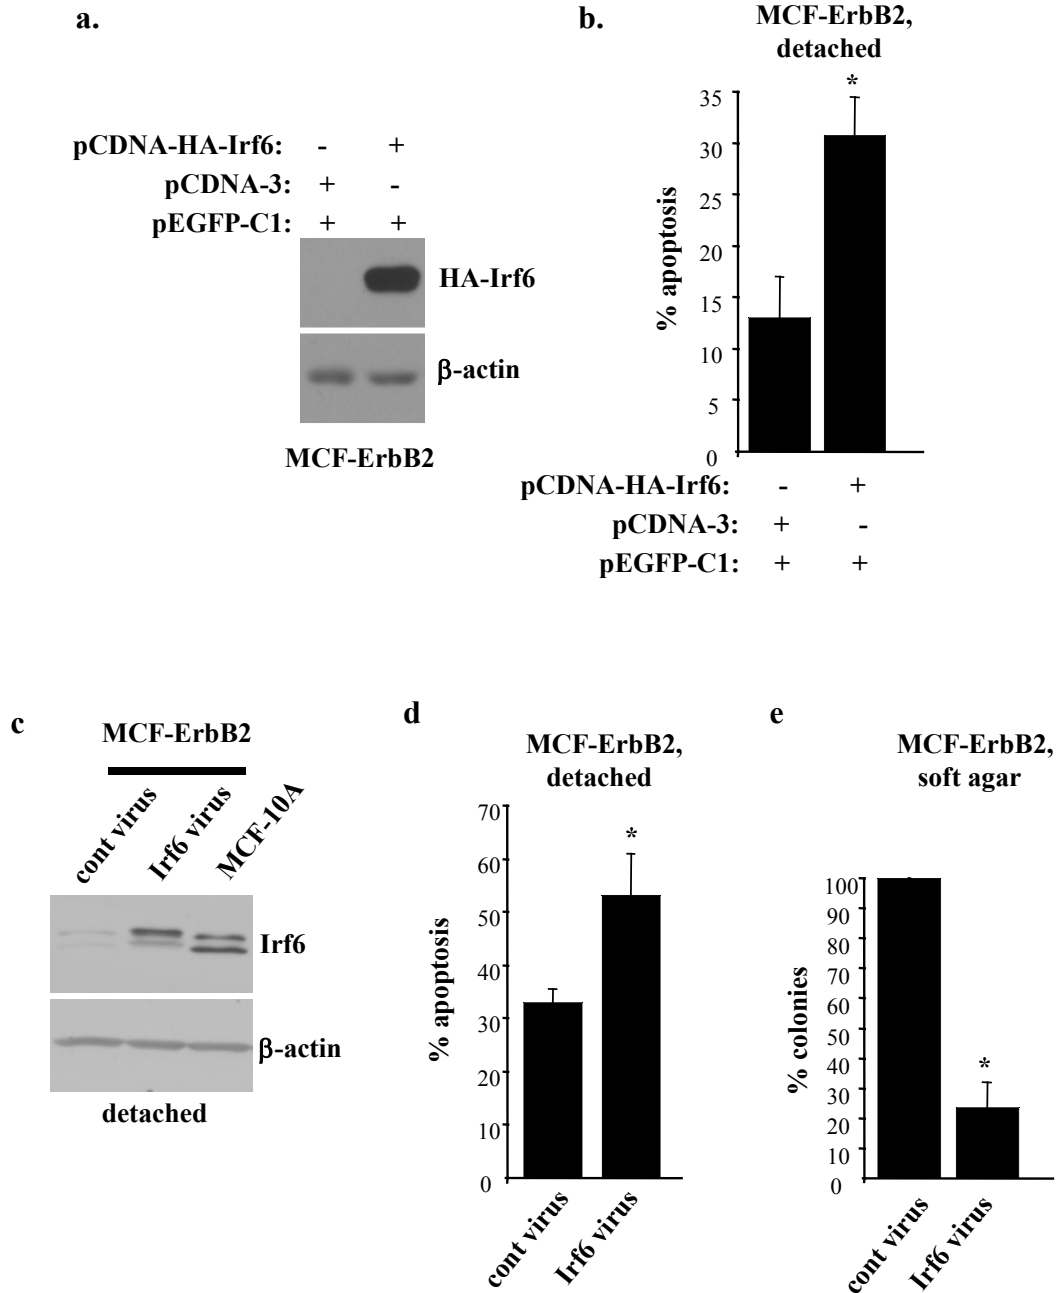 a.
pCDNA-HA-Irf6: - +
pCDNA-3: + -
pEGFP-C1: + +
HA-Irf6
β-actin
MCF-ErbB2
b.
MCF-ErbB2,
detached
*
35
30
25
20
15
10
5
0
% apoptosis
pCDNA-HA-Irf6: - +
pCDNA-3: + -
pEGFP-C1: + +
c
MCF-ErbB2
cont virus
Irf6 virus
MCF-10A
Irf6
β-actin
detached
d
MCF-ErbB2,
detached
*
70
60
50
40
30
20
10
0
% apoptosis
cont virus
Irf6 virus
e
MCF-ErbB2,
soft agar
100
90
80
70
60
50
40
30
20
10
0
*
% colonies
cont virus
Irf6 virus